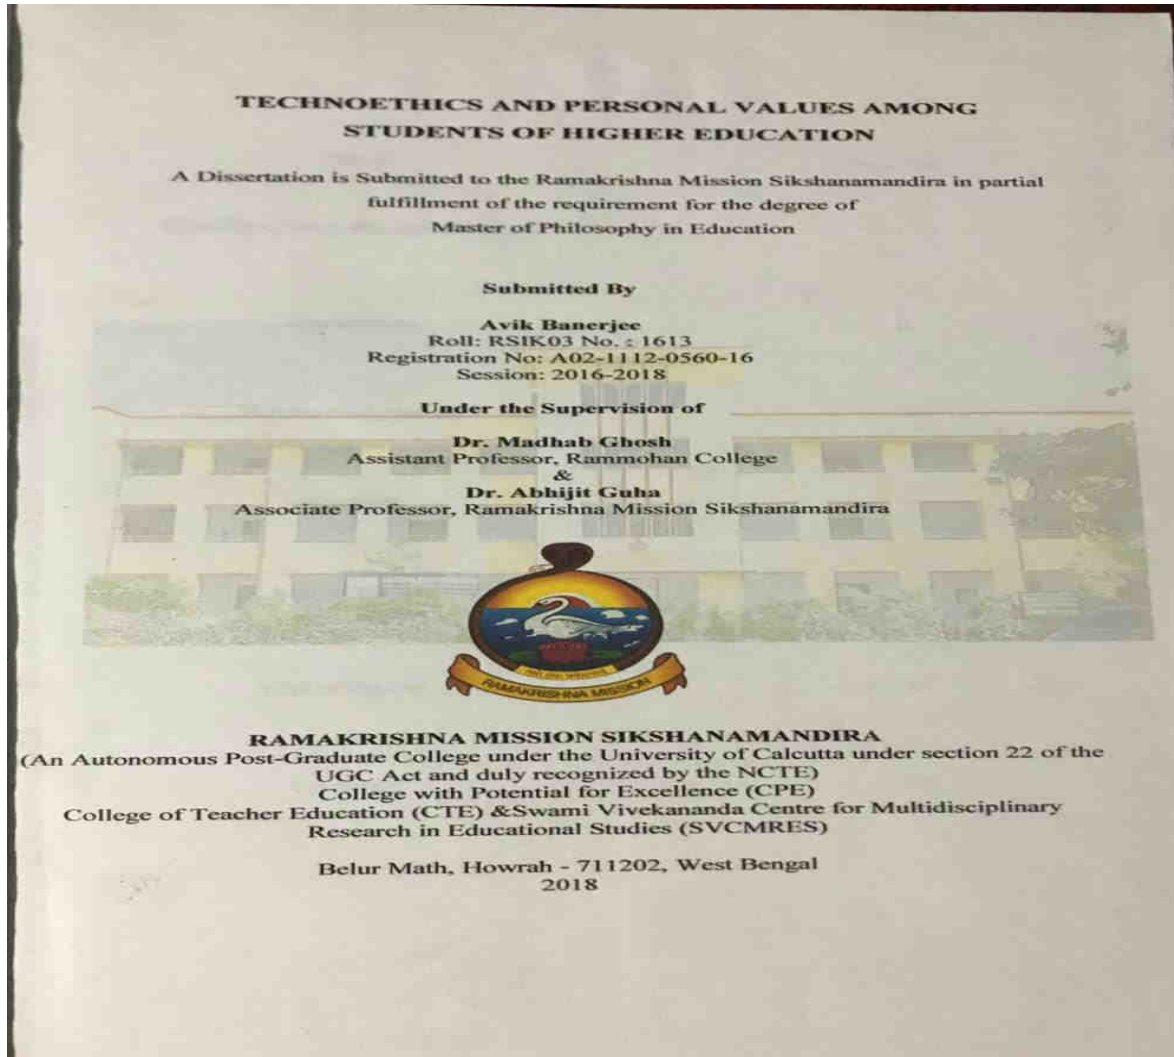 TECHNOETHICS AND PERSONAL VALUES AMONG
STUDENTS OF HIGHER EDUCATION
A Dissertation is Submitted to the Ramakrishna Mission Sikshanamandira in partial
fulfillment of the requirement for the degree of
Master of Philosophy in Education
Submitted By
Avik Banerjee
Roll: RSIK03 No. : 1613
Registration No: A02-1112-0560-16
Session: 2016-2018
Under the Supervision of
Dr. Madhab Ghosh
Assistant Professor, Rammohan College
&
Dr. Abhijit Guha
Associate Professor, Ramakrishna Mission Sikshanamandira
RAMAKRISHNA MISSION
RAMAKRISHNA MISSION SIKSHANAMANDIRA
(An Autonomous Post-Graduate College under the University of Calcutta under section 22 of the
UGC Act and duly recognized by the NCTE)
College with Potential for Excellence (CPE)
College of Teacher Education (CTE) &Swami Vivekananda Centre for Multidisciplinary
Research in Educational Studies (SVCMRES)
Belur Math, Howrah - 711202, West Bengal
2018